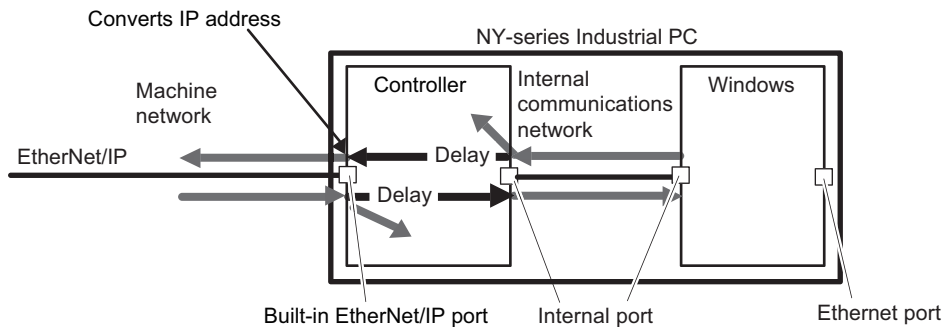 Converts IP address
NY-series Industrial PC
Machine
network
Controller
Internal
communications
network
Windows
EtherNet/IP
Delay
Delay
Built-in EtherNet/IP port
Internal port
Ethernet port